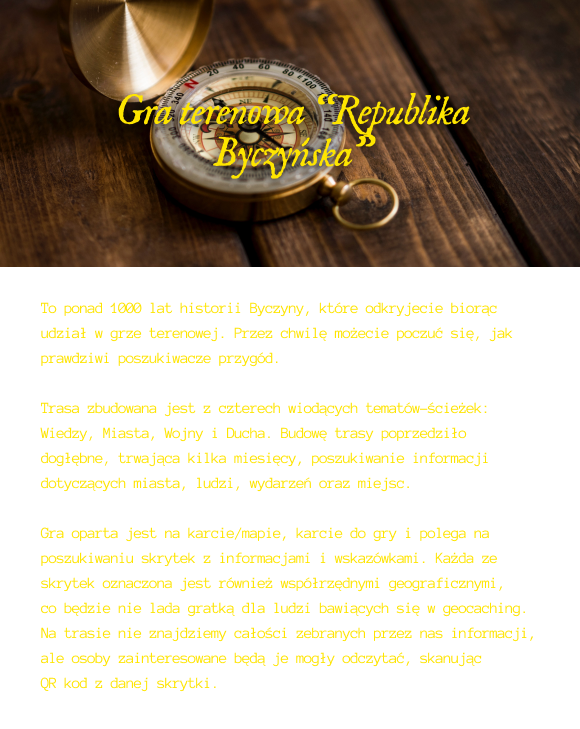 Gra terenowa “Republika
Byczyńska”
To ponad 1000 lat historii Byczyny, które odkryjecie biorąc
udział w grze terenowej. Przez chwilę możecie poczuć się, jak
prawdziwi poszukiwacze przygód.
Trasa zbudowana jest z czterech wiodących tematów-ścieżek:
Wiedzy, Miasta, Wojny i Ducha. Budowę trasy poprzedziło
dogłębne, trwająca kilka miesięcy, poszukiwanie informacji
dotyczących miasta, ludzi, wydarzeń oraz miejsc.
Gra oparta jest na karcie/mapie, karcie do gry i polega na
poszukiwaniu skrytek z informacjami i wskazówkami. Każda ze
skrytek oznaczona jest również współrzędnymi geograficznymi,
co będzie nie lada gratką dla ludzi bawiących się w geocaching.
Na trasie nie znajdziemy całości zebranych przez nas informacji,
ale osoby zainteresowane będą je mogły odczytać, skanując
QR kod z danej skrytki.